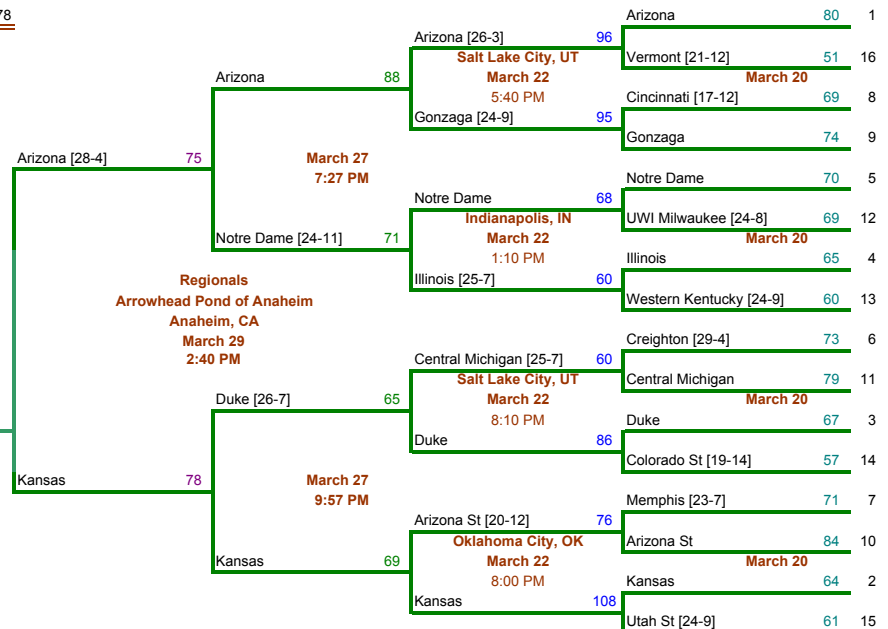 78
Arizona 80 1
Arizona [26-3] 96
Salt Lake City, UT
Vermont [21-12] 51 16
Arizona 88
March 22
March 20
5:40 PM
Cincinnati [17-12] 69 8
Gonzaga [24-9] 95
Gonzaga 74 9
Arizona [28-4] 75
March 27
7:27 PM
Notre Dame 70 5
Notre Dame 68
Indianapolis, IN
UWI Milwaukee [24-8] 69 12
Notre Dame [24-11] 71
March 22
March 20
1:10 PM
Illinois 65 4
Regionals
Illinois [25-7] 60
Arrowhead Pond of Anaheim
Western Kentucky [24-9] 60 13
Anaheim, CA
March 29
Creighton [29-4] 73 6
2:40 PM
Central Michigan [25-7] 60
Salt Lake City, UT
Central Michigan 79 11
Duke [26-7] 65
March 22
March 20
8:10 PM
Duke 67 3
Duke 86
Colorado St [19-14] 57 14
Kansas 78
March 27
9:57 PM
Memphis [23-7] 71 7
Arizona St [20-12] 76
Oklahoma City, OK
Arizona St 84 10
Kansas 69
March 22
March 20
8:00 PM
Kansas 64 2
Kansas 108
Utah St [24-9] 61 15